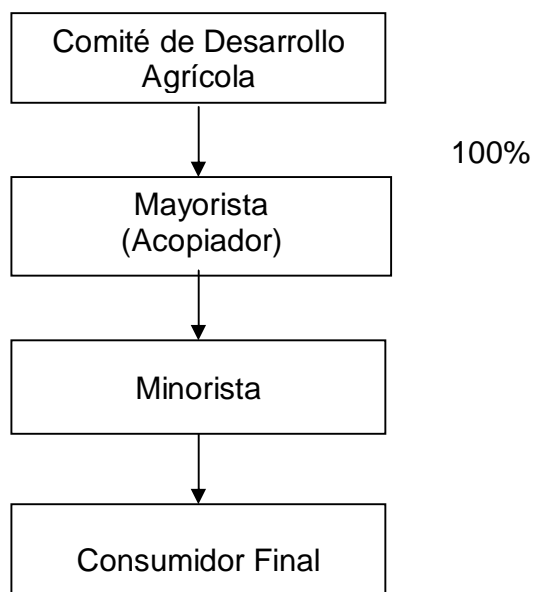 Comité de Desarrollo
Agrícola
100%
Mayorista
(Acopiador)
Minorista
Consumidor Final